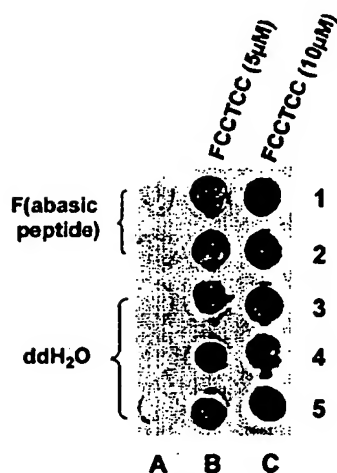 FCCTCC (5µM)
FCCTCC (10µM)
F(abasic
peptide)
ddH₂O
1
2
3
4
5
A B C